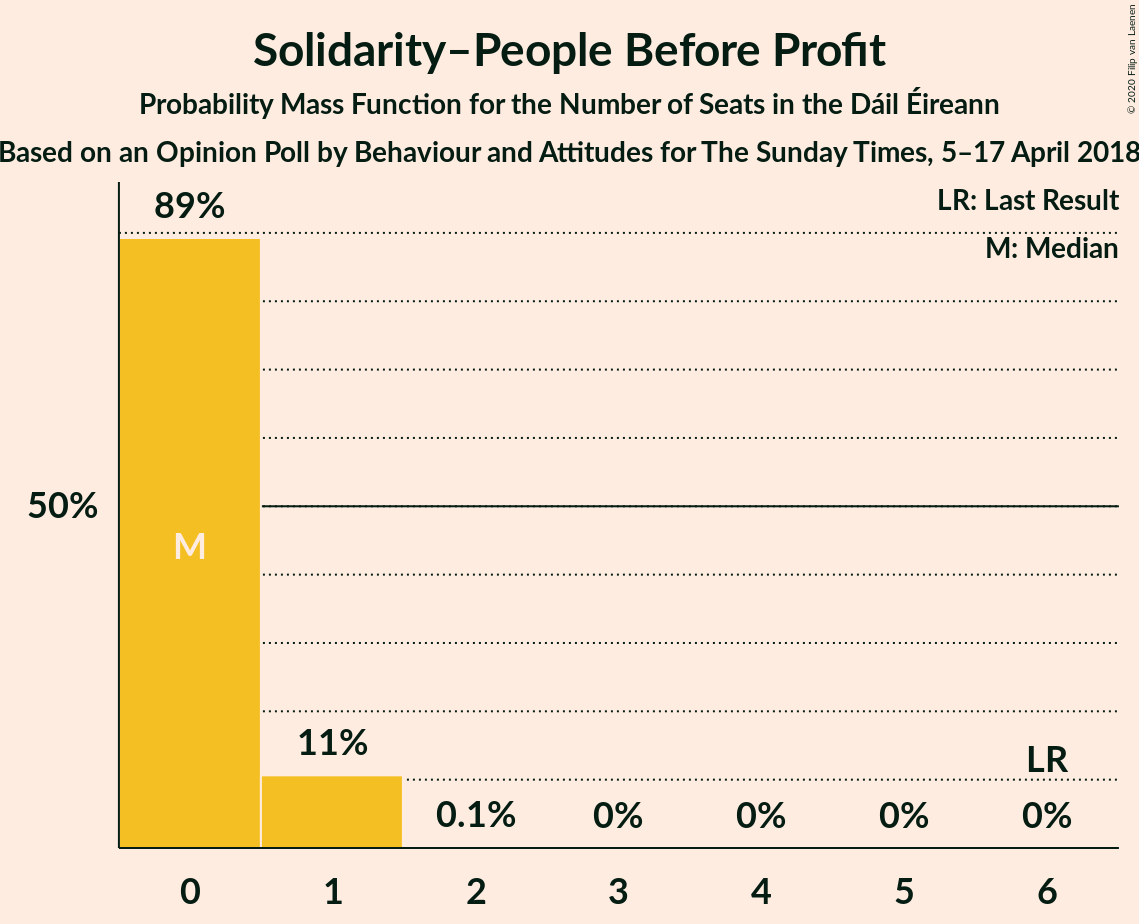 Solidarity–People Before Profit
Probability Mass Function for the Number of Seats in the Dáil Éireann
Based on an Opinion Poll by Behaviour and Attitudes for The Sunday Times, 5–17 April 2018
© 2020 Filip van Laenen
LR: Last Result
M: Median
89%
50%
M
11%
0.1%
0%
0%
0%
LR
0%
0 1 2 3 4 5 6